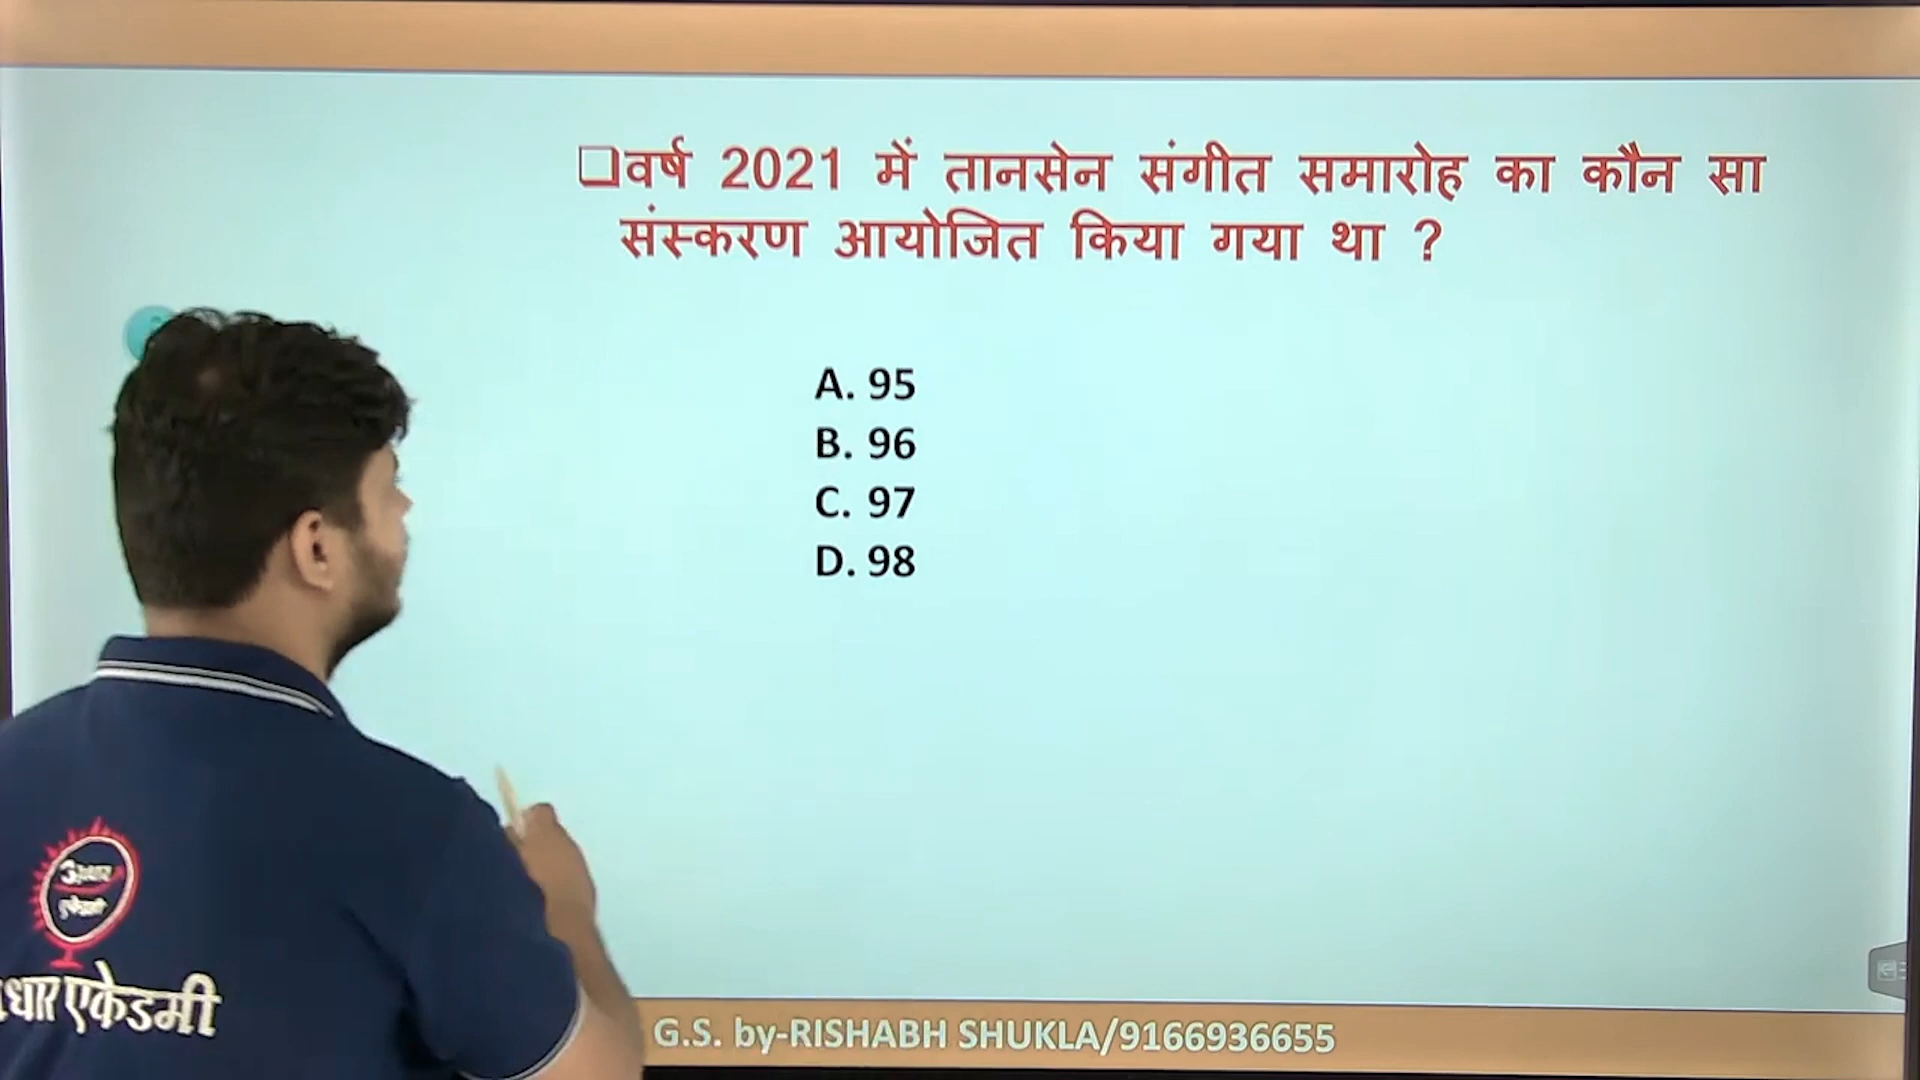 ❑वर्ष 2021 में तानसेन संगीत समारोह का कौन सा
संस्करण आयोजित किया गया था ?
A. 95
B. 96
C. 97
D. 98
एकेडमी
G.S. by-RISHABH SHUKLA/9166936655